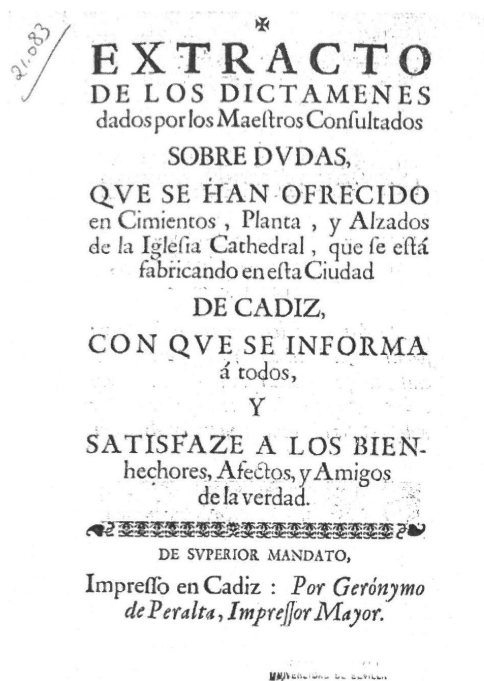 21.083
✠
EXTRACTO
DE LOS DICTAMENES
dados por los Maeſtros Conſultados
SOBRE DVDAS,
QVE SE HAN OFRECIDO
en Cimientos , Planta , y Alzados
de la Igleſia Cathedral , que ſe eſtá
fabricando en eſta Ciudad
DE CADIZ,
CON QVE SE INFORMA
á todos,
Y
SATISFAZE A LOS BIEN-
hechores, Afectos, y Amigos
de la verdad.
DE SVPERIOR MANDATO,
Impreſſo en Cadiz : Por Gerónymo
de Peralta, Impreſſor Mayor.
UNIVERSIDAD DE SEVILLA